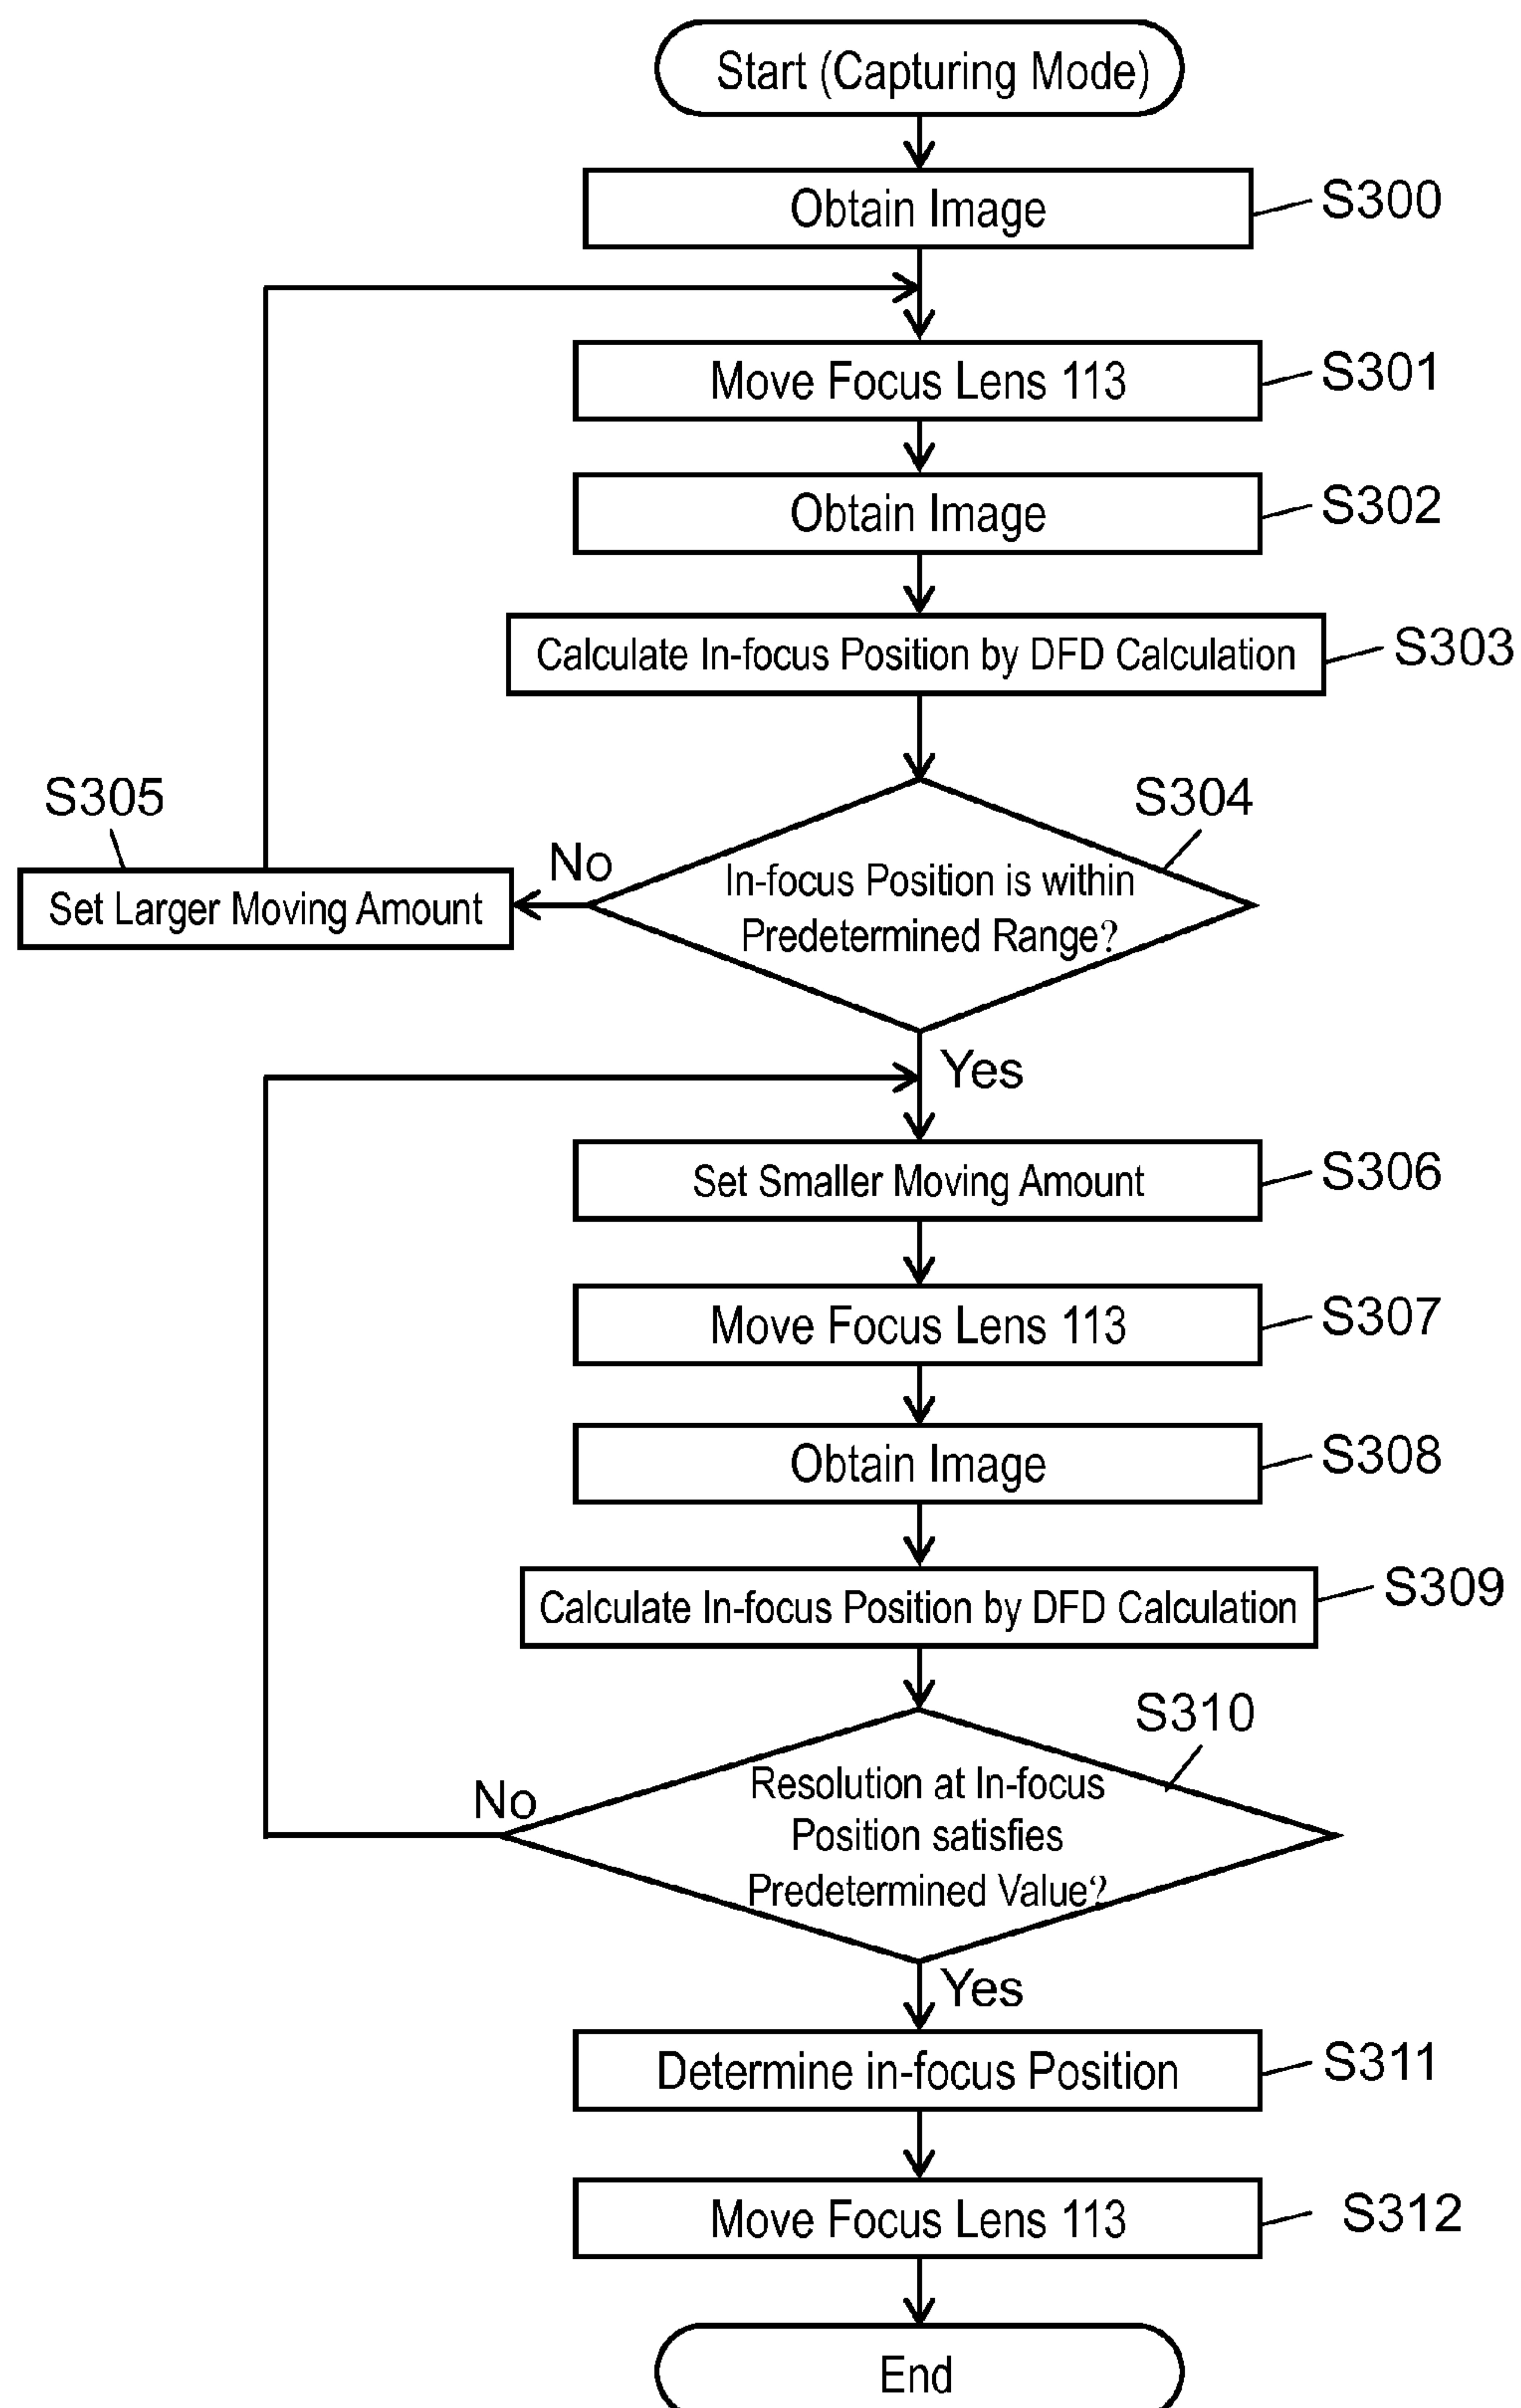 Start (Capturing Mode)
Obtain Image
S300
Move Focus Lens 113
S301
Obtain Image
S302
Calculate In-focus Position by DFD Calculation
S303
S304
In-focus Position is within
Predetermined Range?
No
S305
Set Larger Moving Amount
Yes
Set Smaller Moving Amount
S306
Move Focus Lens 113
S307
Obtain Image
S308
Calculate In-focus Position by DFD Calculation
S309
S310
Resolution at In-focus
Position satisfies
Predetermined Value?
No
Yes
Determine in-focus Position
S311
Move Focus Lens 113
S312
End